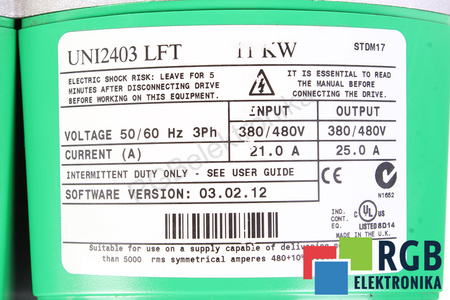 UNI2403 LFT 11 KW STDM17
ELECTRIC SHOCK RISK: LEAVE FOR 5 MINUTES AFTER DISCONNECTING DRIVE BEFORE WORKING ON THIS EQUIPMENT.
IT IS ESSENTIAL TO READ THE MANUAL BEFORE CONNECTING THE DRIVE
INPUT OUTPUT
VOLTAGE 50/60 Hz 3Ph 380/480V 380/480V
CURRENT (A) 21.0 A 25.0 A
INTERMITTENT DUTY ONLY - SEE USER GUIDE
SOFTWARE VERSION: 03.02.12
CE
N1652
IND. CONT. EQ.
C UL US
LISTED 8D14
MADE IN THE U.K.
Suitable for use on a supply capable of delivering
than 5000 rms symmetrical amperes 480+10%
RGB
ELEKTRONIKA